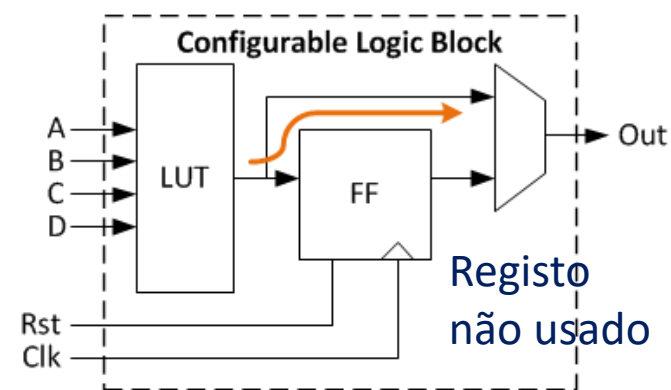 Configurable Logic Block
A
B
C
D
LUT
FF
Out
Registo
não usado
Rst
Clk